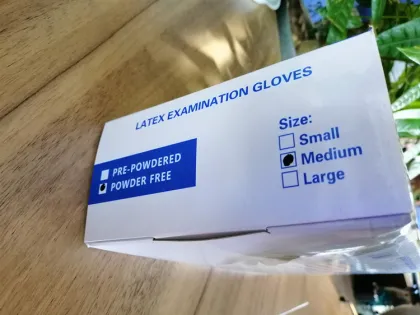 LATEX EXAMINATION GLOVES
PRE-POWDERED
POWDER FREE
Size:
Small
Medium
Large